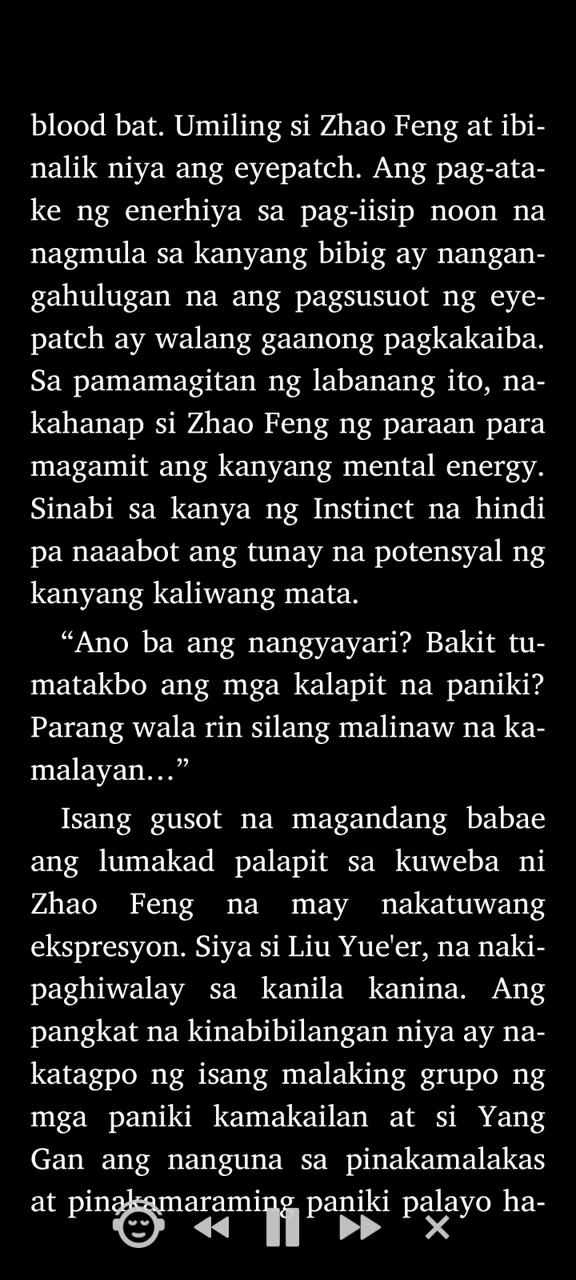 blood bat. Umiling si Zhao Feng at ibi-
nalik niya ang eyepatch. Ang pag-ata-
ke ng enerhiya sa pag-iisip noon na
nagmula sa kanyang bibig ay nangan-
gahulugan na ang pagsusuot ng eye-
patch ay walang gaanong pagkakaiba.
Sa pamamagitan ng labanang ito, na-
kahanap si Zhao Feng ng paraan para
magamit ang kanyang mental energy.
Sinabi sa kanya ng Instinct na hindi
pa naaabot ang tunay na potensyal ng
kanyang kaliwang mata.
“Ano ba ang nangyayari? Bakit tu-
matakbo ang mga kalapit na paniki?
Parang wala rin silang malinaw na ka-
malayan…”
Isang gusot na magandang babae
ang lumakad palapit sa kuweba ni
Zhao Feng na may nakatuwang
ekspresyon. Siya si Liu Yue'er, na naki-
paghiwalay sa kanila kanina. Ang
pangkat na kinabibilangan niya ay na-
katagpo ng isang malaking grupo ng
mga paniki kamakailan at si Yang
Gan ang nanguna sa pinakamalakas
at pinakamaraming paniki palayo ha-